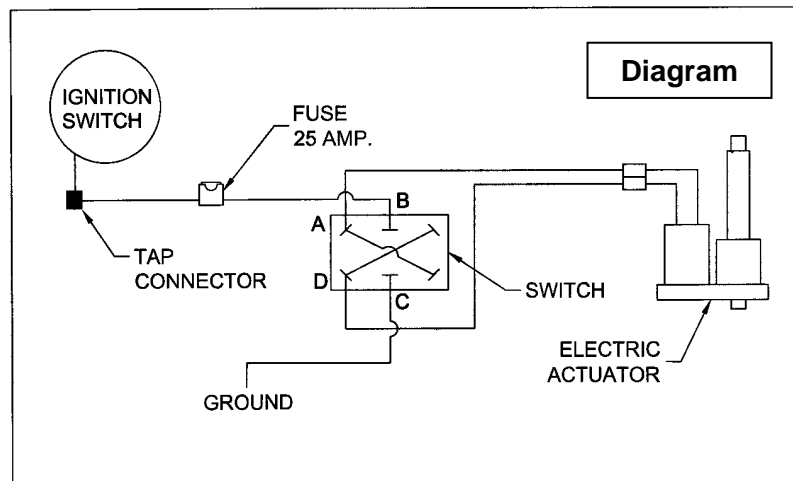 Diagram
IGNITION
SWITCH
FUSE
25 AMP.
B
A
TAP
CONNECTOR
D
C
SWITCH
GROUND
ELECTRIC
ACTUATOR